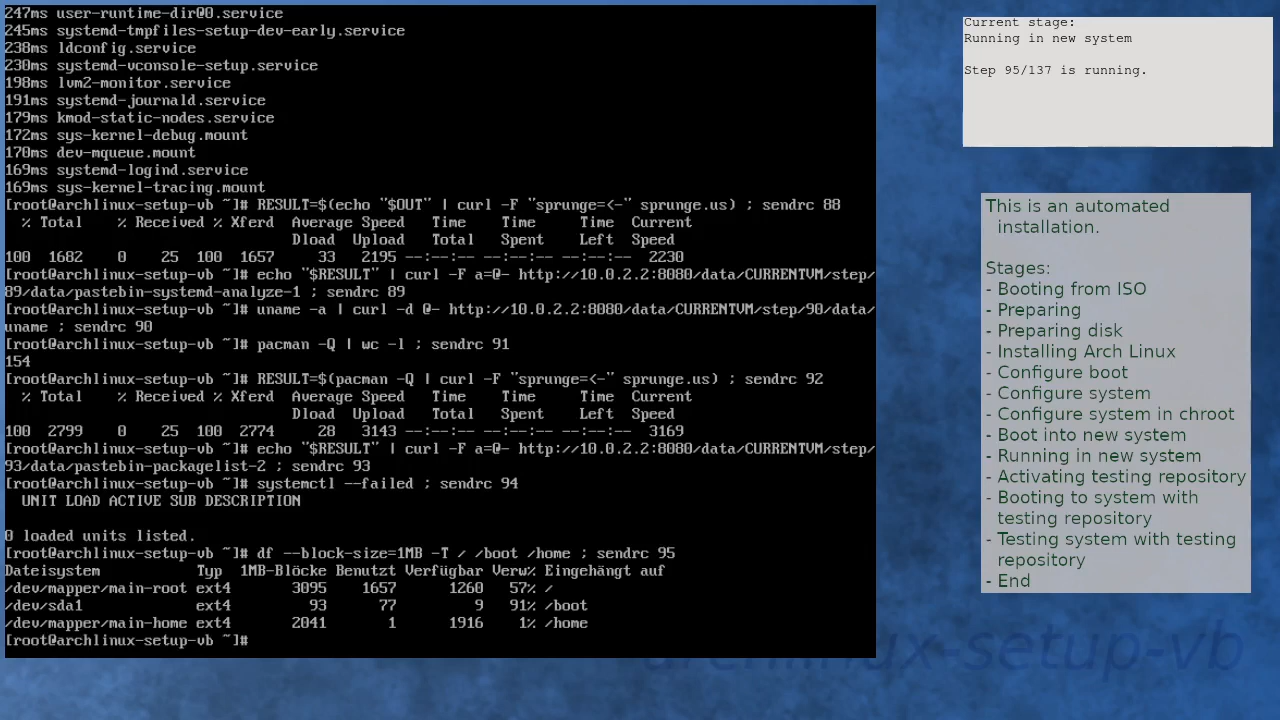 247ms user-runtime-dir@0.service
245ms systemd-tmpfiles-setup-dev-early.service
238ms ldconfig.service
230ms systemd-vconsole-setup.service
198ms lvm2-monitor.service
191ms systemd-journald.service
179ms kmod-static-nodes.service
172ms sys-kernel-debug.mount
170ms dev-mqueue.mount
169ms systemd-logind.service
169ms sys-kernel-tracing.mount
[root@archlinux-setup-vb ~]# RESULT=$(echo "$OUT" | curl -F "sprunge=<-" sprunge.us) ; sendrc 88
% Total % Received % Xferd Average Speed Time Time Time Current
Dload Upload Total Spent Left Speed
100 1682 0 25 100 1657 33 2195 --:--:-- --:--:-- --:--:-- 2230
[root@archlinux-setup-vb ~]# echo "$RESULT" | curl -F a=@- http://10.0.2.2:8080/data/CURRENTVM/step/
89/data/pastebin-systemd-analyze-1 ; sendrc 89
[root@archlinux-setup-vb ~]# uname -a | curl -d @- http://10.0.2.2:8080/data/CURRENTVM/step/90/data/
uname ; sendrc 90
[root@archlinux-setup-vb ~]# pacman -Q | wc -l ; sendrc 91
154
[root@archlinux-setup-vb ~]# RESULT=$(pacman -Q | curl -F "sprunge=<-" sprunge.us) ; sendrc 92
% Total % Received % Xferd Average Speed Time Time Time Current
Dload Upload Total Spent Left Speed
100 2799 0 25 100 2774 28 3143 --:--:-- --:--:-- --:--:-- 3169
[root@archlinux-setup-vb ~]# echo "$RESULT" | curl -F a=@- http://10.0.2.2:8080/data/CURRENTVM/step/
93/data/pastebin-packagelist-2 ; sendrc 93
[root@archlinux-setup-vb ~]# systemctl --failed ; sendrc 94
UNIT LOAD ACTIVE SUB DESCRIPTION
0 loaded units listed.
[root@archlinux-setup-vb ~]# df --block-size=1MB -T / /boot /home ; sendrc 95
Dateisystem Typ 1MB-Blöcke Benutzt Verfügbar Verw% Eingehängt auf
/dev/mapper/main-root ext4 3095 1657 1260 57% /
/dev/sda1 ext4 93 77 9 91% /boot
/dev/mapper/main-home ext4 2041 1 1916 1% /home
[root@archlinux-setup-vb ~]#
Current stage:
Running in new system
Step 95/137 is running.
This is an automated
installation.
Stages:
- Booting from ISO
- Preparing
- Preparing disk
- Installing Arch Linux
- Configure boot
- Configure system
- Configure system in chroot
- Boot into new system
- Running in new system
- Activating testing repository
- Booting to system with
testing repository
- Testing system with testing
repository
- End
archlinux-setup-vb